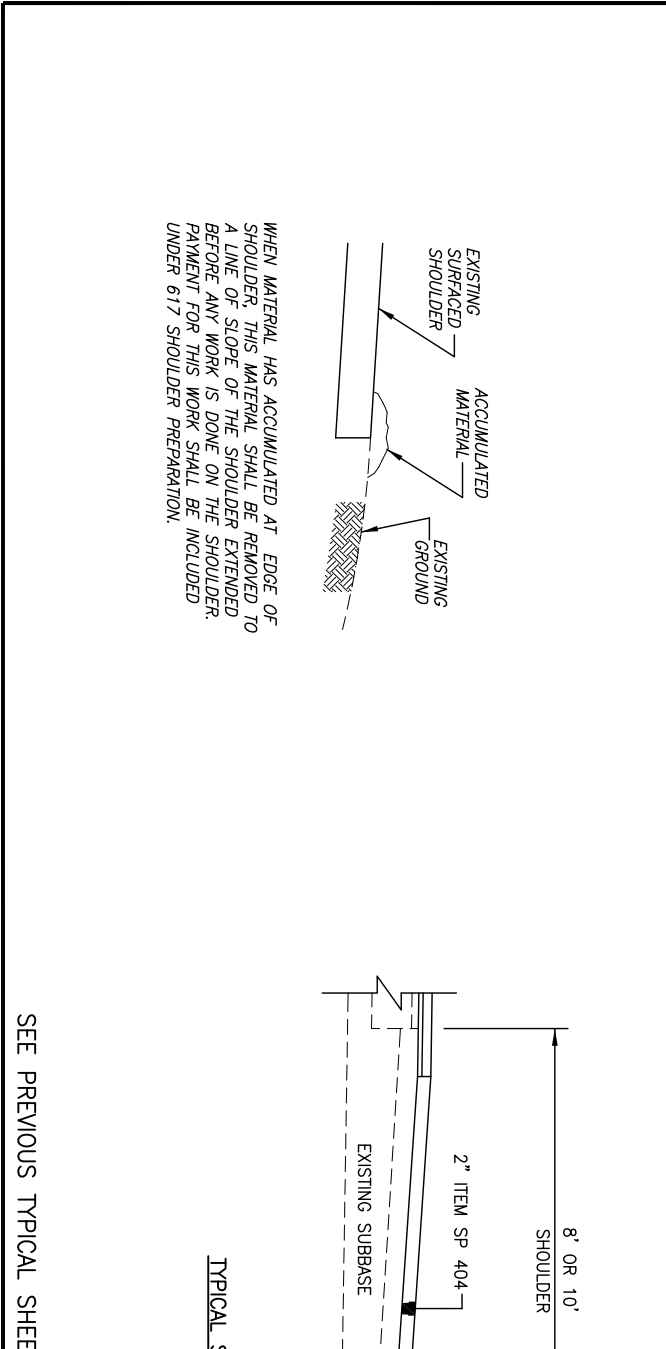 EXISTING
SURFACED
SHOULDER
ACCUMULATED
MATERIAL
EXISTING
GROUND
WHEN MATERIAL HAS ACCUMULATED AT EDGE OF
SHOULDER, THIS MATERIAL SHALL BE REMOVED TO
A LINE OF SLOPE OF THE SHOULDER EXTENDED
BEFORE ANY WORK IS DONE ON THE SHOULDER.
PAYMENT FOR THIS WORK SHALL BE INCLUDED
UNDER 617 SHOULDER PREPARATION.
8' OR 10'
SHOULDER
2" ITEM SP 404
EXISTING SUBBASE
TYPICAL
SEE PREVIOUS TYPICAL